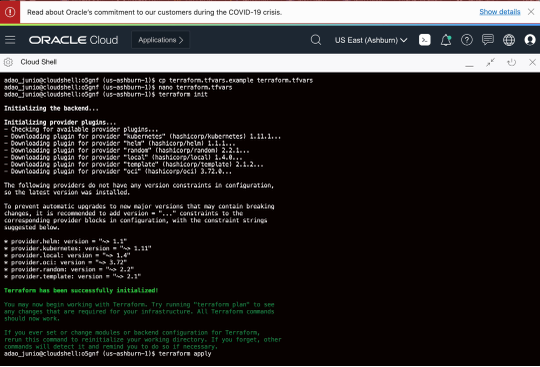 Read about Oracle's commitment to our customers during the COVID-19 crisis.
Show details
ORACLE Cloud
Applications >
US East (Ashburn)
Cloud Shell
adao_junio@cloudshell:o5gnf (us-ashburn-1)$ cp terraform.tfvars.example terraform.tfvars
adao_junio@cloudshell:o5gnf (us-ashburn-1)$ nano terraform.tfvars
adao_junio@cloudshell:o5gnf (us-ashburn-1)$ terraform init
Initializing the backend...
Initializing provider plugins...
- Checking for available provider plugins...
- Downloading plugin for provider "kubernetes" (hashicorp/kubernetes) 1.11.1...
- Downloading plugin for provider "helm" (hashicorp/helm) 1.1.1...
- Downloading plugin for provider "random" (hashicorp/random) 2.2.1...
- Downloading plugin for provider "local" (hashicorp/local) 1.4.0...
- Downloading plugin for provider "template" (hashicorp/template) 2.1.2...
- Downloading plugin for provider "oci" (hashicorp/oci) 3.72.0...
The following providers do not have any version constraints in configuration,
so the latest version was installed.
To prevent automatic upgrades to new major versions that may contain breaking
changes, it is recommended to add version = "..." constraints to the
corresponding provider blocks in configuration, with the constraint strings
suggested below.
* provider.helm: version = "~> 1.1"
* provider.kubernetes: version = "~> 1.11"
* provider.local: version = "~> 1.4"
* provider.oci: version = "~> 3.72"
* provider.random: version = "~> 2.2"
* provider.template: version = "~> 2.1"
Terraform has been successfully initialized!
You may now begin working with Terraform. Try running "terraform plan" to see
any changes that are required for your infrastructure. All Terraform commands
should now work.
If you ever set or change modules or backend configuration for Terraform,
rerun this command to reinitialize your working directory. If you forget, other
commands will detect it and remind you to do so if necessary.
adao_junio@cloudshell:o5gnf (us-ashburn-1)$ terraform apply